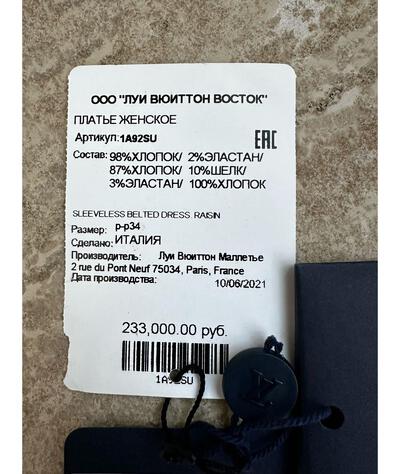 ООО "ЛУИ ВЮИТТОН ВОСТОК"
ПЛАТЬЕ ЖЕНСКОЕ
Артикул:1A92SU
EAC
Состав: 98%ХЛОПОК/ 2%ЭЛАСТАН/
87%ХЛОПОК/ 10%ШЕЛК/
3%ЭЛАСТАН/ 100%ХЛОПОК
SLEEVELESS BELTED DRESS. RAISIN
Размер: р-р34
Сделано: ИТАЛИЯ
Производитель: Луи Вюиттон Маллетье
2 rue du Pont Neuf 75034, Paris, France
Дата производства: 10/06/2021
233,000.00 руб.
1A92SU
LV